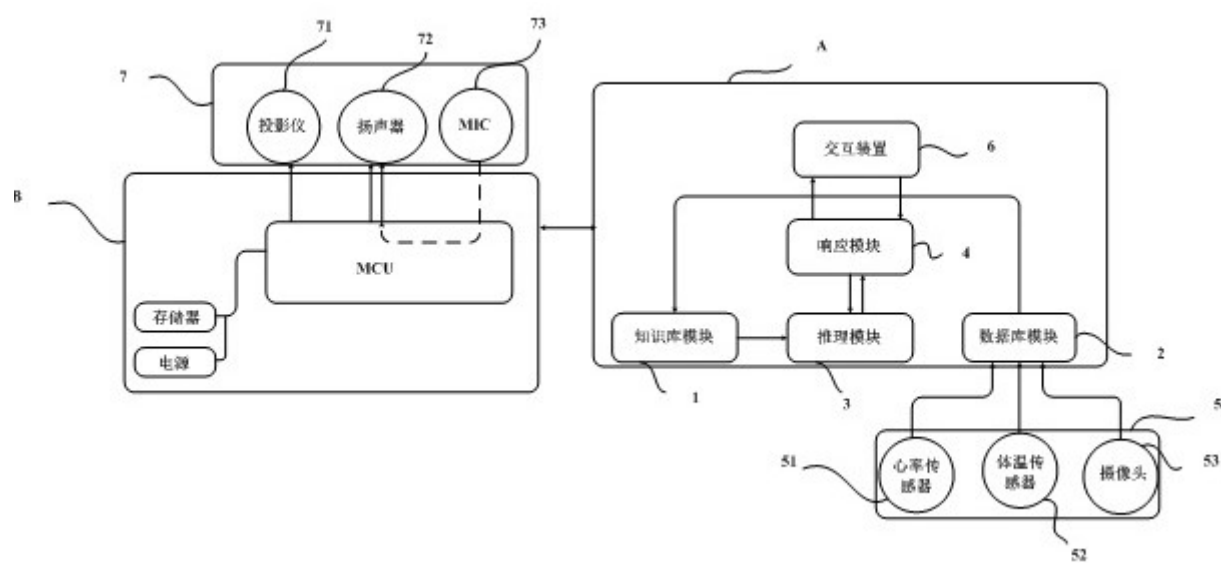 71
72
73
A
7
投影仪
扬声器
MIC
交互装置
6
B
响应模块
4
MCU
存储器
知识库模块
推理模块
数据库模块
电源
2
1
3
5
51
心率传
感器
体温传
感器
摄像头
53
52